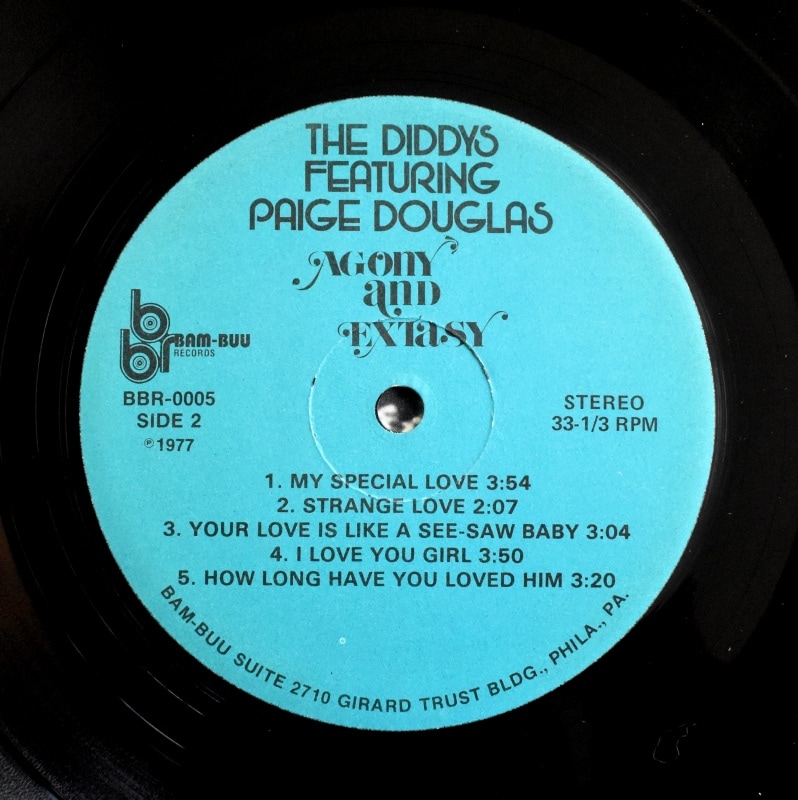 THE DIDDYS
FEATURING
PAIGE DOUGLAS
AGONY
AND
EXTASY
bbr BAM-BUU
RECORDS
BBR-0005
SIDE 2
℗1977
STEREO
33-1/3 RPM
1. MY SPECIAL LOVE 3:54
2. STRANGE LOVE 2:07
3. YOUR LOVE IS LIKE A SEE-SAW BABY 3:04
4. I LOVE YOU GIRL 3:50
5. HOW LONG HAVE YOU LOVED HIM 3:20
BAM-BUU SUITE 2710 GIRARD TRUST BLDG., PHILA., PA.